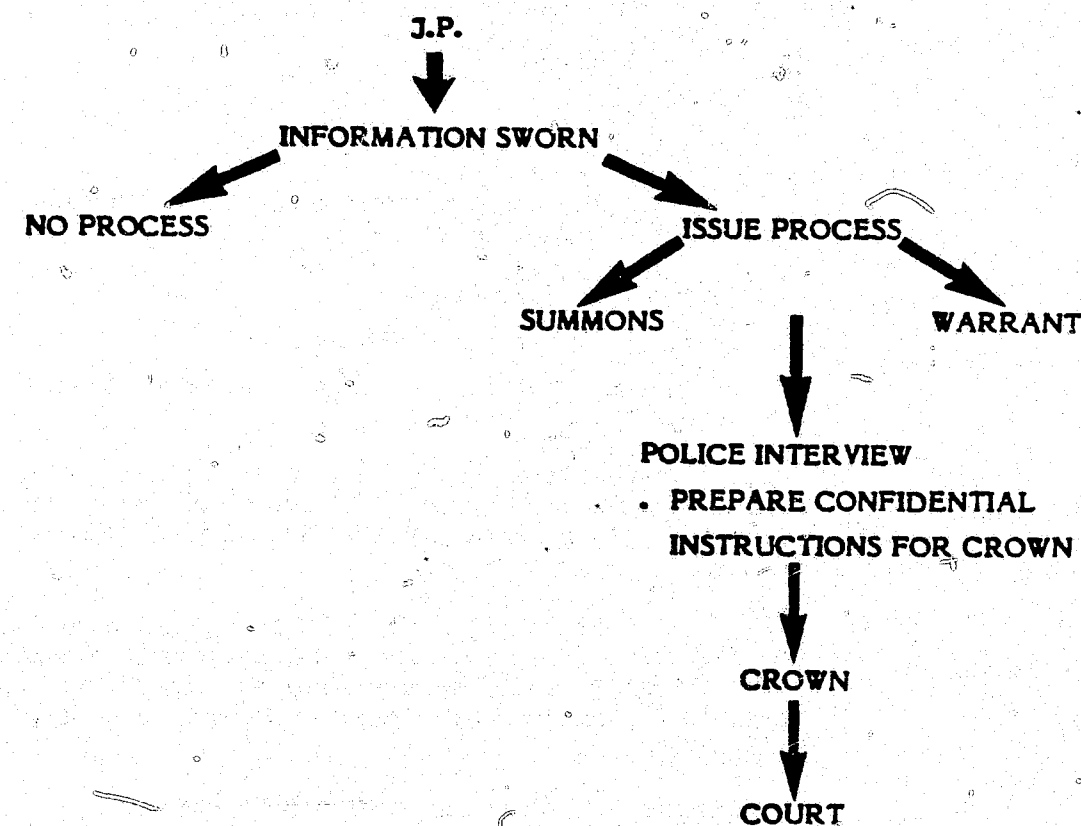 J.P.
INFORMATION SWORN
NO PROCESS
ISSUE PROCESS
SUMMONS
WARRANT
POLICE INTERVIEW
. PREPARE CONFIDENTIAL
INSTRUCTIONS FOR CROWN
CROWN
COURT